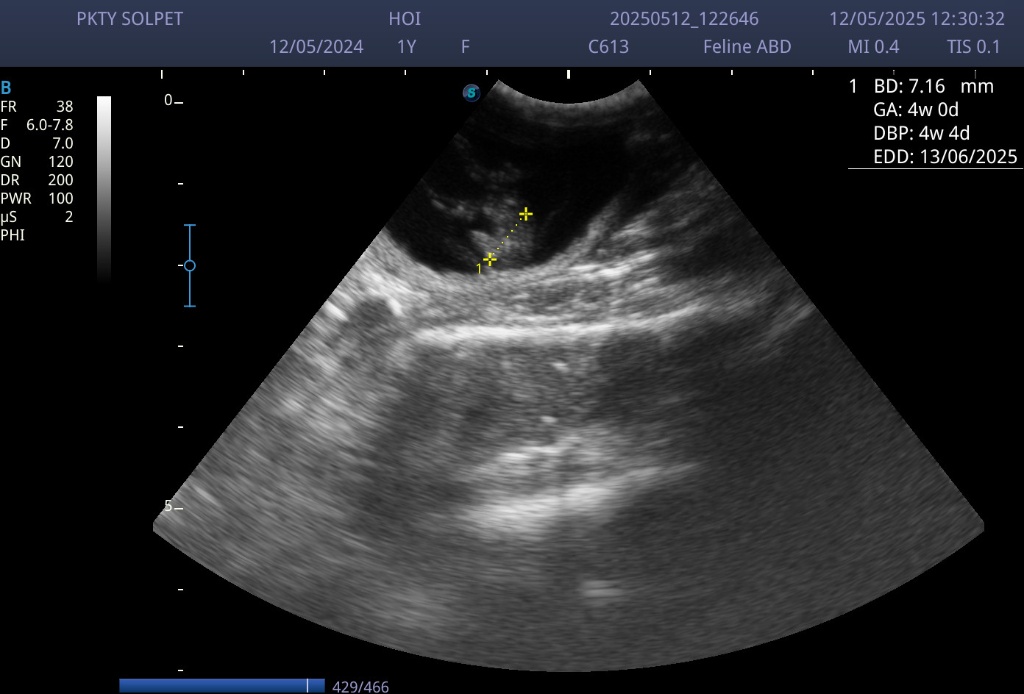 PKTY SOLPET HOI 20250512_122646 12/05/2025 12:30:32
12/05/2024 1Y F C613 Feline ABD MI 0.4 TIS 0.1
B
FR 38
F 6.0-7.8
D 7.0
GN 120
DR 200
PWR 100
µS 2
PHI
0
S
1 BD: 7.16 mm
GA: 4w 0d
DBP: 4w 4d
EDD: 13/06/2025
1
5
429/466